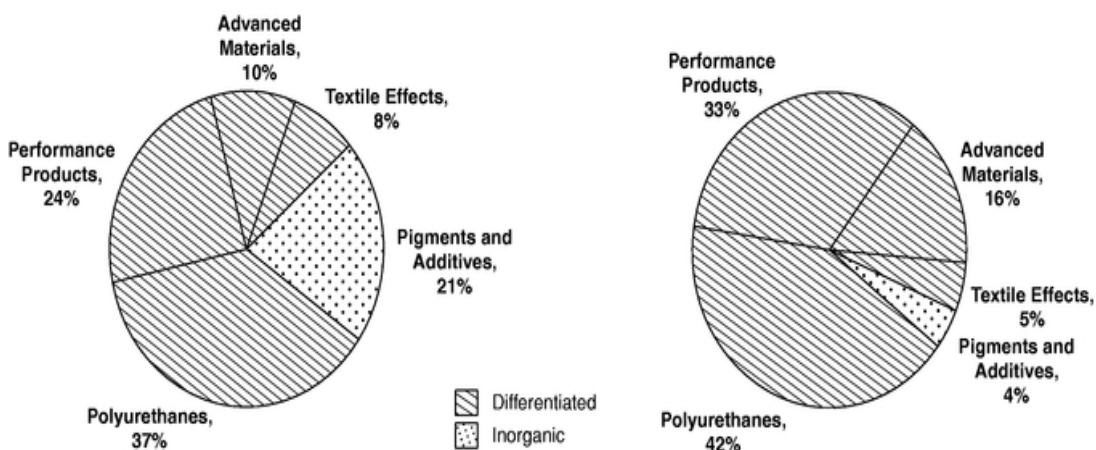 Advanced
Materials,
10%
Textile Effects,
8%
Performance
Products,
24%
Pigments and
Additives,
21%
Polyurethanes,
37%
Differentiated
Inorganic
Performance
Products,
33%
Advanced
Materials,
16%
Textile Effects,
5%
Pigments and
Additives,
4%
Polyurethanes,
42%